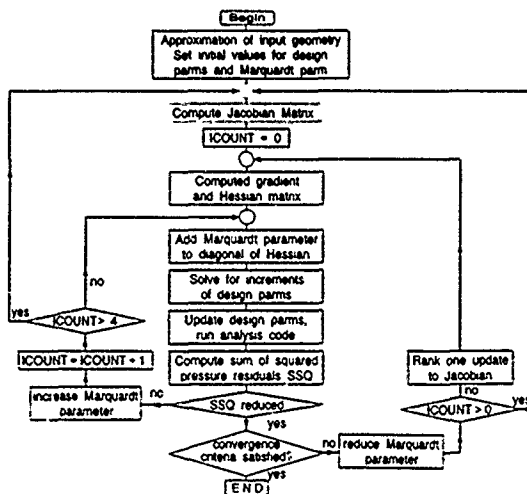 Begin
Approximation of input geometry
Set initial values for design
parms and Marquardt parm
Compute Jacobian Matrix
ICOUNT = 0
Computed gradient
and Hessian matrix
Add Marquardt parameter
to diagonal of Hessian
no
Solve for increments
of design parms
yes
ICOUNT > 4
Update design parms,
run analysis code
ICOUNT = ICOUNT + 1
Compute sum of squared
pressure residuals SSQ
Rank one update
to Jacobian
increase Marquardt
parameter
nc
SSQ reduced
no
ICOUNT > 0
yes
yes
convergence
criteria satisfied?
no
reduce Marquardt
parameter
yes
END